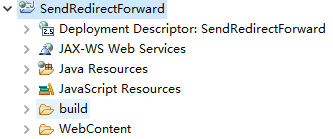 SendRedirectForward
Deployment Descriptor: SendRedirectForward
JAX-WS Web Services
Java Resources
JavaScript Resources
build
WebContent